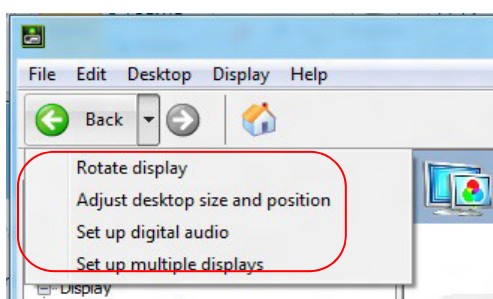 File Edit Desktop Display Help
Back
Rotate display
Adjust desktop size and position
Set up digital audio
Set up multiple displays
Display